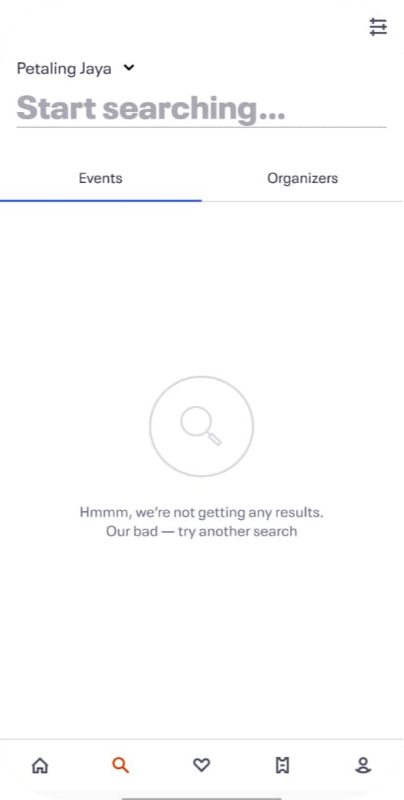 Petaling Jaya
Start searching...
Events
Organizers
Hmmm, we're not getting any results.
Our bad — try another search